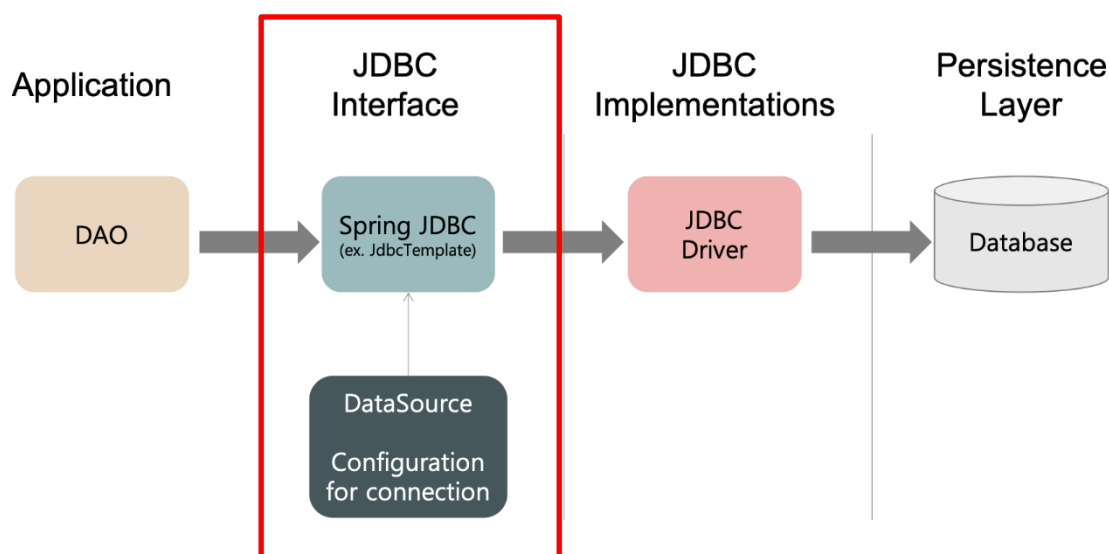 Application
JDBC
Interface
JDBC
Implementations
Persistence
Layer
DAO
Spring JDBC
(ex. JdbcTemplate)
JDBC
Driver
Database
DataSource
Configuration
for connection